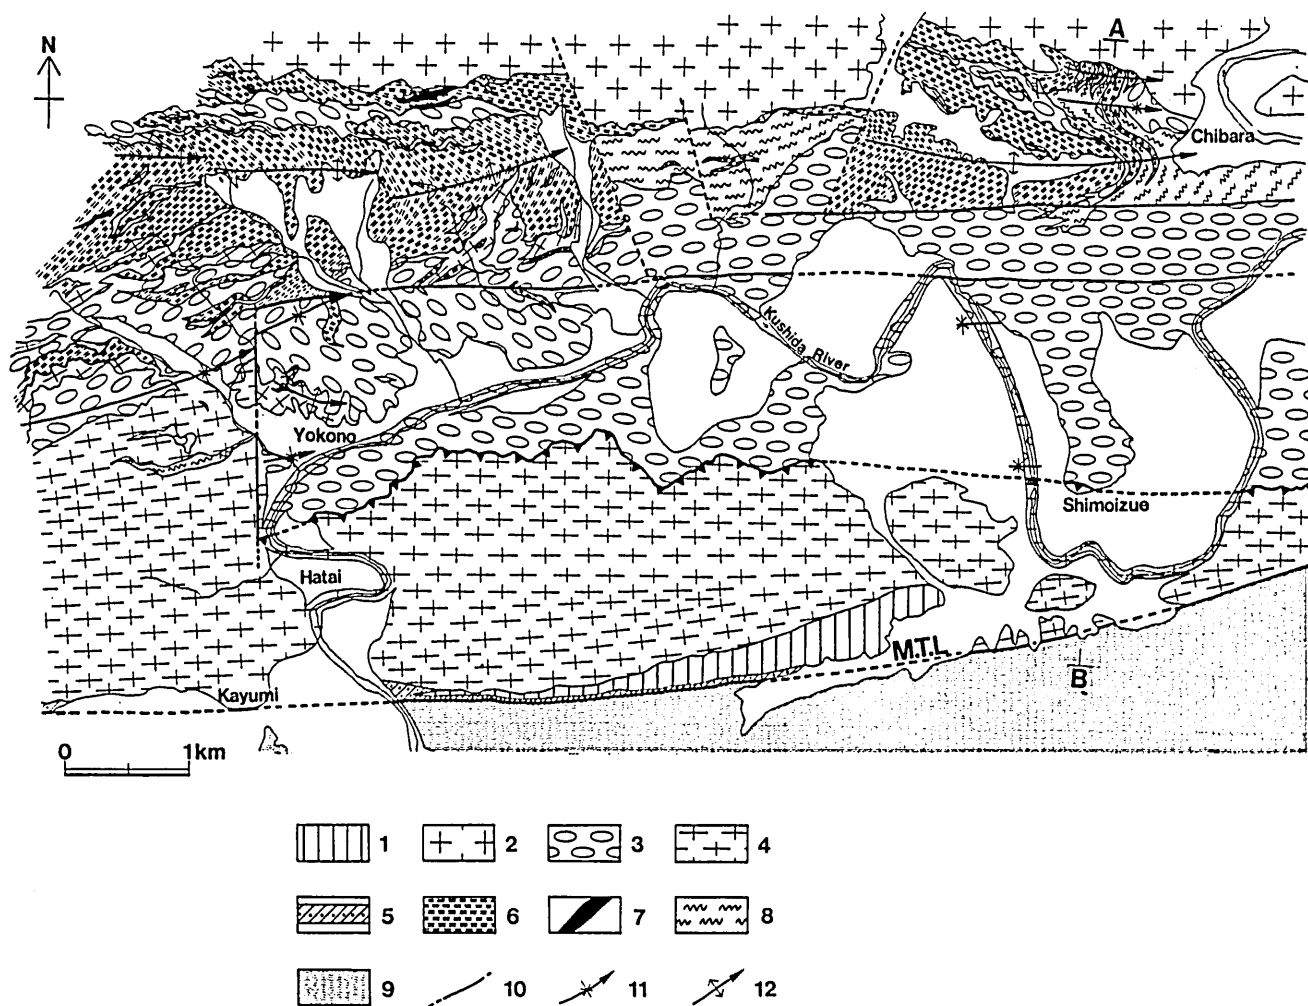 N
A
Chibara
Kushida River
Yokono
Shimoizue
Hatai
M.T.L
Kayumi
B
0 1km
1 2 3 4
5 6 7 8
9 10 11 12